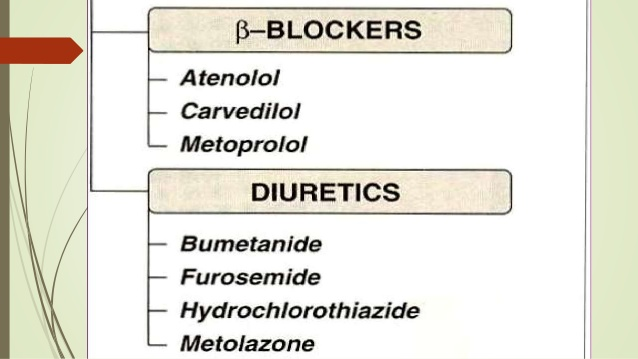 β–BLOCKERS
Atenolol
Carvedilol
Metoprolol
DIURETICS
Bumetanide
Furosemide
Hydrochlorothiazide
Metolazone